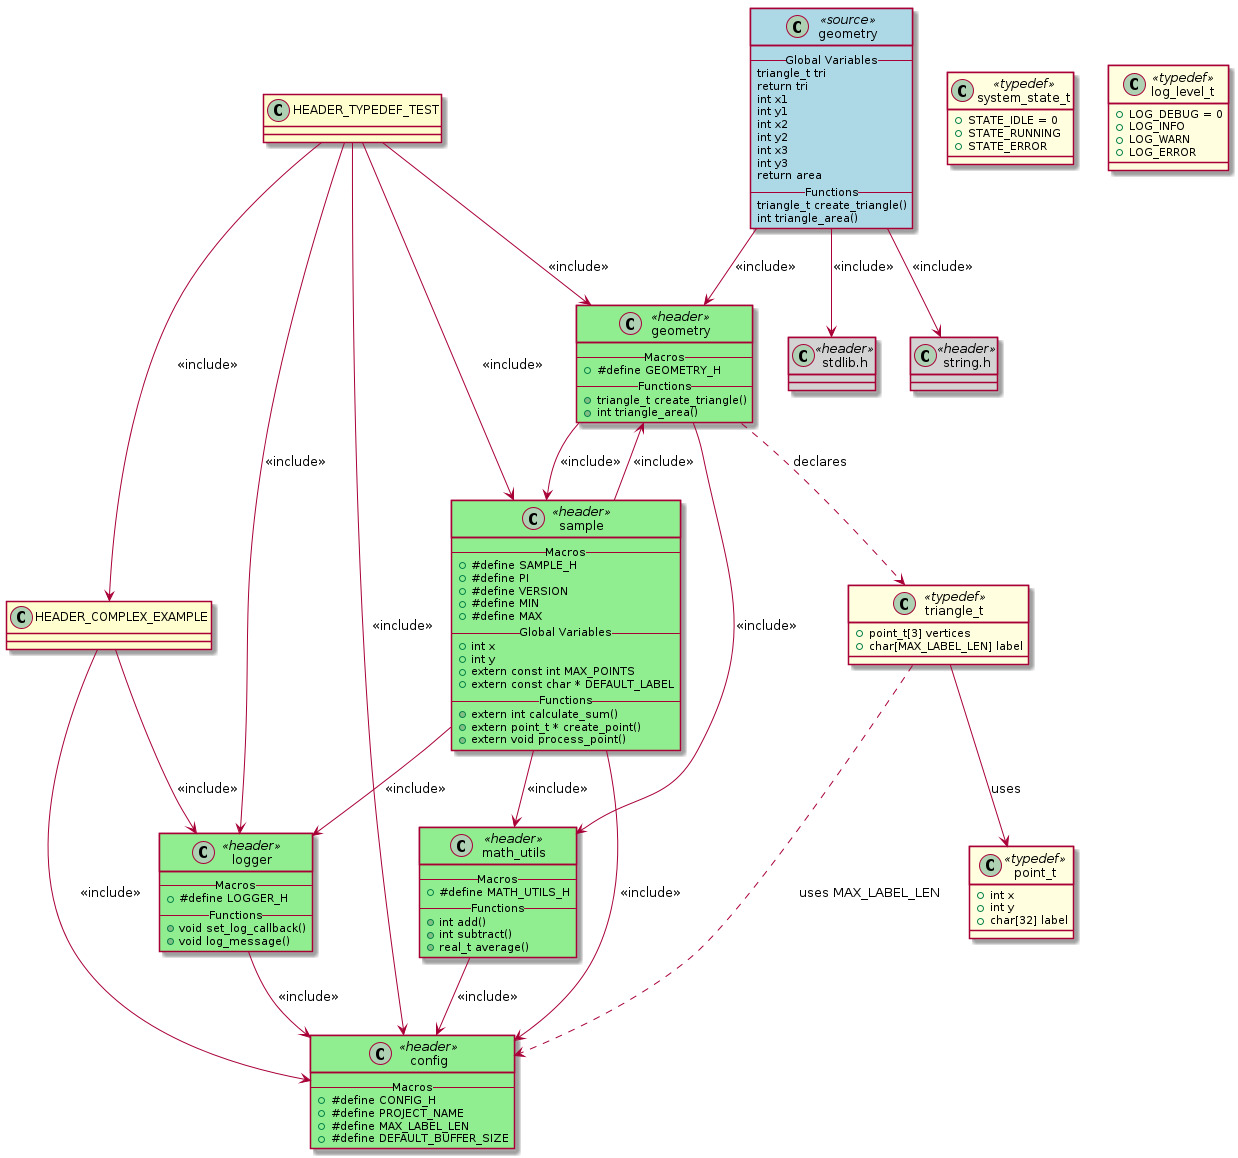 «source»
C geometry
Global Variables
triangle_t tri
return tri
int x1
int y1
int x2
int y2
int x3
int y3
return area
Functions
triangle_t create_triangle()
int triangle_area()
«typedef»
C system_state_t
STATE_IDLE = 0
STATE_RUNNING
STATE_ERROR
«typedef»
C log_level_t
LOG_DEBUG = 0
LOG_INFO
LOG_WARN
LOG_ERROR
C HEADER_TYPEDEF_TEST
«include»
«include»
«include»
«include»
«header»
C geometry
Macros
#define GEOMETRY_H
Functions
triangle_t create_triangle()
int triangle_area()
«header»
C stdlib.h
«header»
C string.h
«include»
«include»
«include»
«include»
«include»
declares
«header»
C sample
Macros
#define SAMPLE_H
#define PI
#define VERSION
#define MIN
#define MAX
Global Variables
int x
int y
extern const int MAX_POINTS
extern const char * DEFAULT_LABEL
Functions
extern int calculate_sum()
extern point_t * create_point()
extern void process_point()
C HEADER_COMPLEX_EXAMPLE
«include»
«include»
«typedef»
C triangle_t
point_t[3] vertices
char[MAX_LABEL_LEN] label
«include»
«include»
«include»
uses
«header»
C logger
Macros
#define LOGGER_H
Functions
void set_log_callback()
void log_message()
«header»
C math_utils
Macros
#define MATH_UTILS_H
Functions
int add()
int subtract()
real_t average()
«typedef»
C point_t
int x
int y
char[32] label
«include»
«include»
uses MAX_LABEL_LEN
«include»
«include»
«header»
C config
Macros
#define CONFIG_H
#define PROJECT_NAME
#define MAX_LABEL_LEN
#define DEFAULT_BUFFER_SIZE